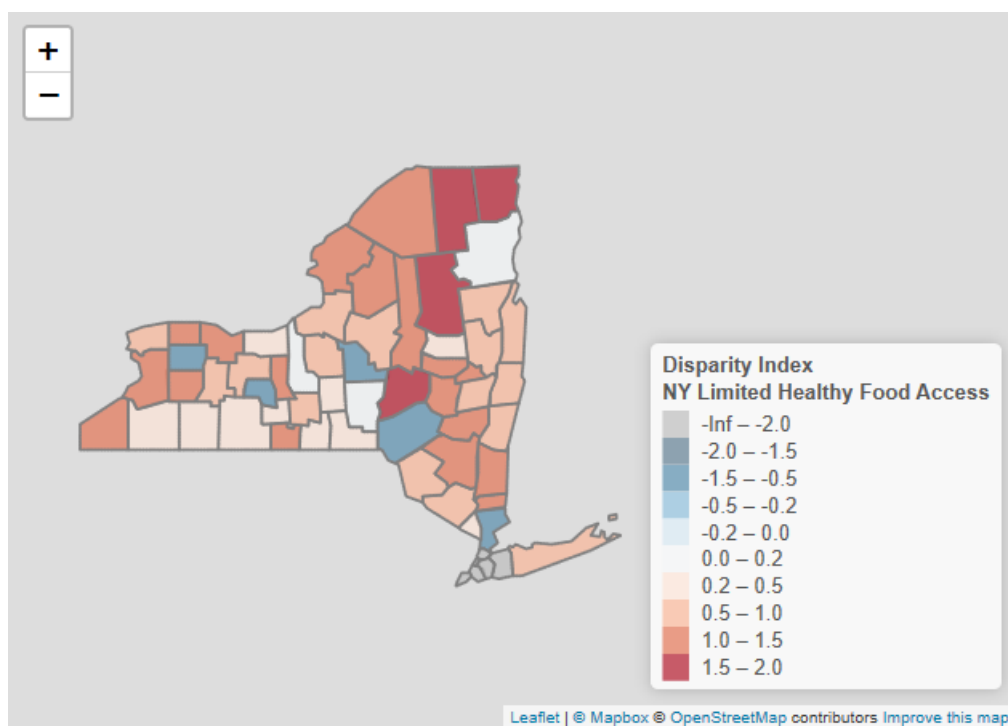 +
−
Disparity Index
NY Limited Healthy Food Access
-Inf – -2.0
-2.0 – -1.5
-1.5 – -0.5
-0.5 – -0.2
-0.2 – 0.0
0.0 – 0.2
0.2 – 0.5
0.5 – 1.0
1.0 – 1.5
1.5 – 2.0
Leaflet | © Mapbox © OpenStreetMap contributors Improve this map